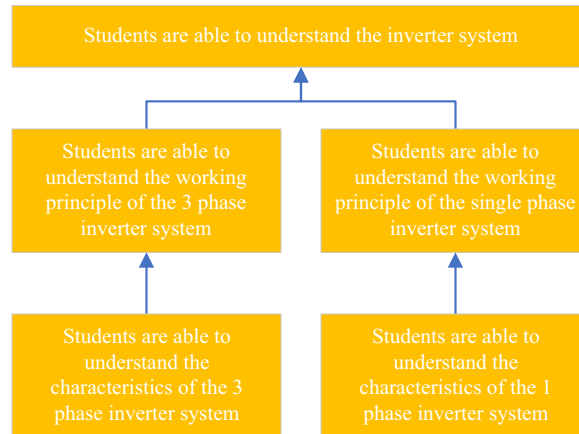 Students are able to understand the inverter system
Students are able to
understand the working
principle of the 3 phase
inverter system
Students are able to
understand the working
principle of the single phase
inverter system
Students are able to
understand the
characteristics of the 3
phase inverter system
Students are able to
understand the
characteristics of the 1
phase inverter system